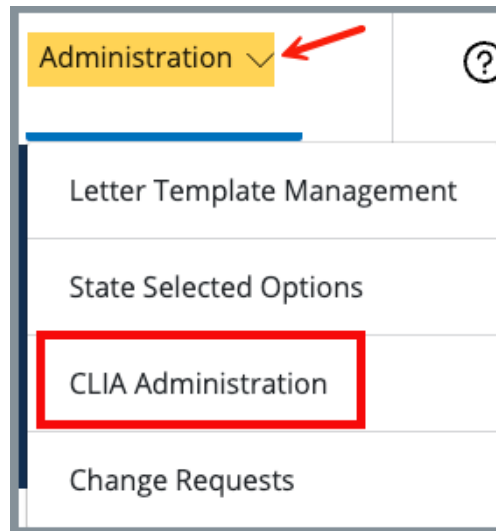 Administration
Letter Template Management
State Selected Options
CLIA Administration
Change Requests